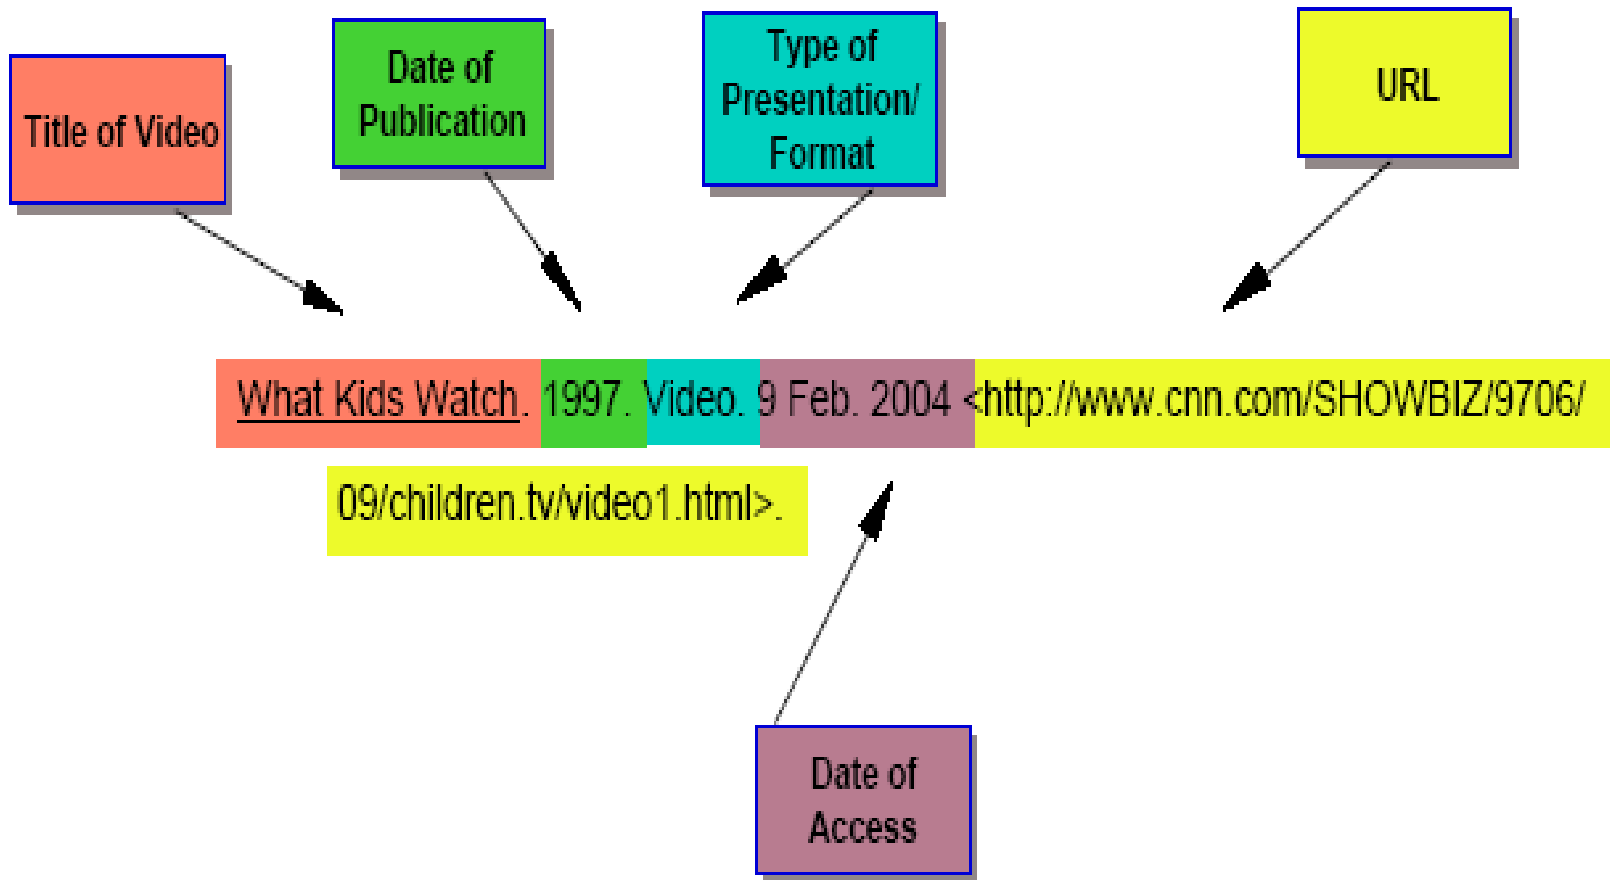 Title of Video
Date of
Publication
Type of
Presentation/
Format
URL
What Kids Watch. 1997. Video. 9 Feb. 2004 <http://www.cnn.com/SHOWBIZ/9706/
09/children.tv/video1.html>.
Date of
Access